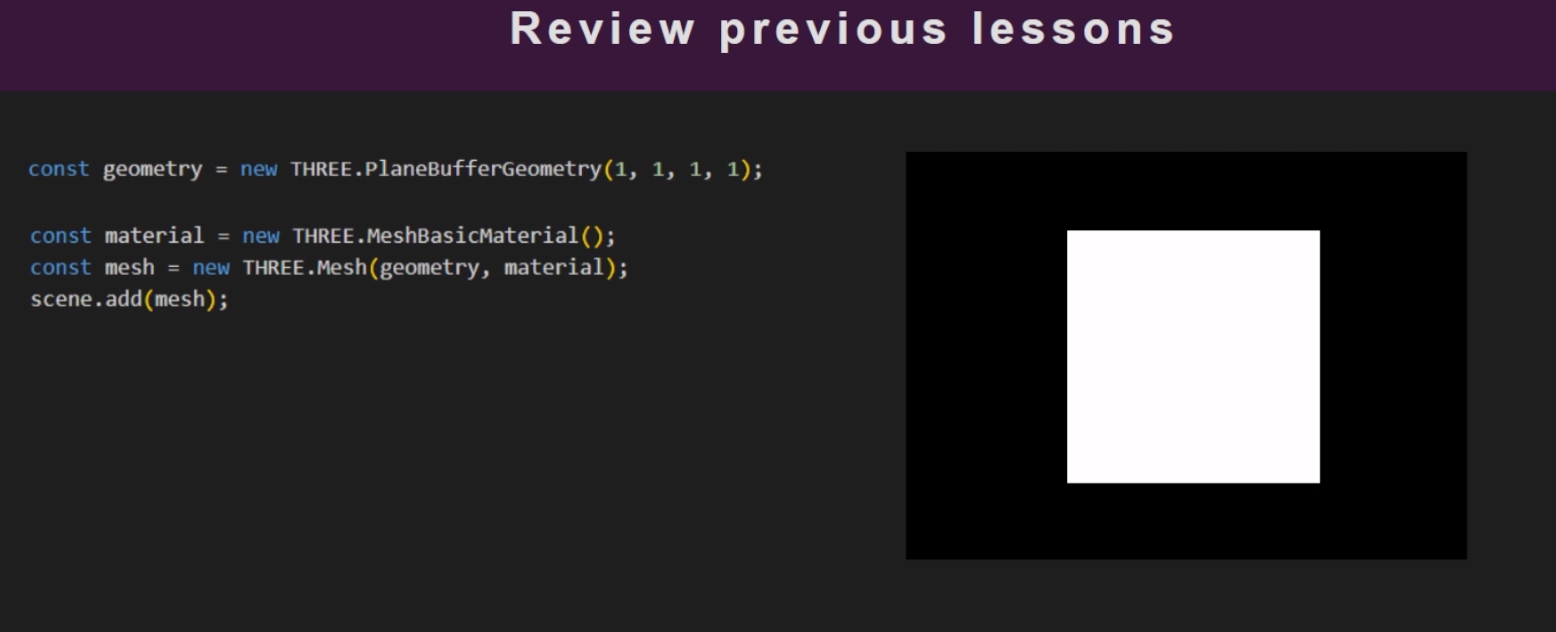 Review previous lessons
const geometry = new THREE.PlaneBufferGeometry(1, 1, 1, 1);
const material = new THREE.MeshBasicMaterial();
const mesh = new THREE.Mesh(geometry, material);
scene.add(mesh);